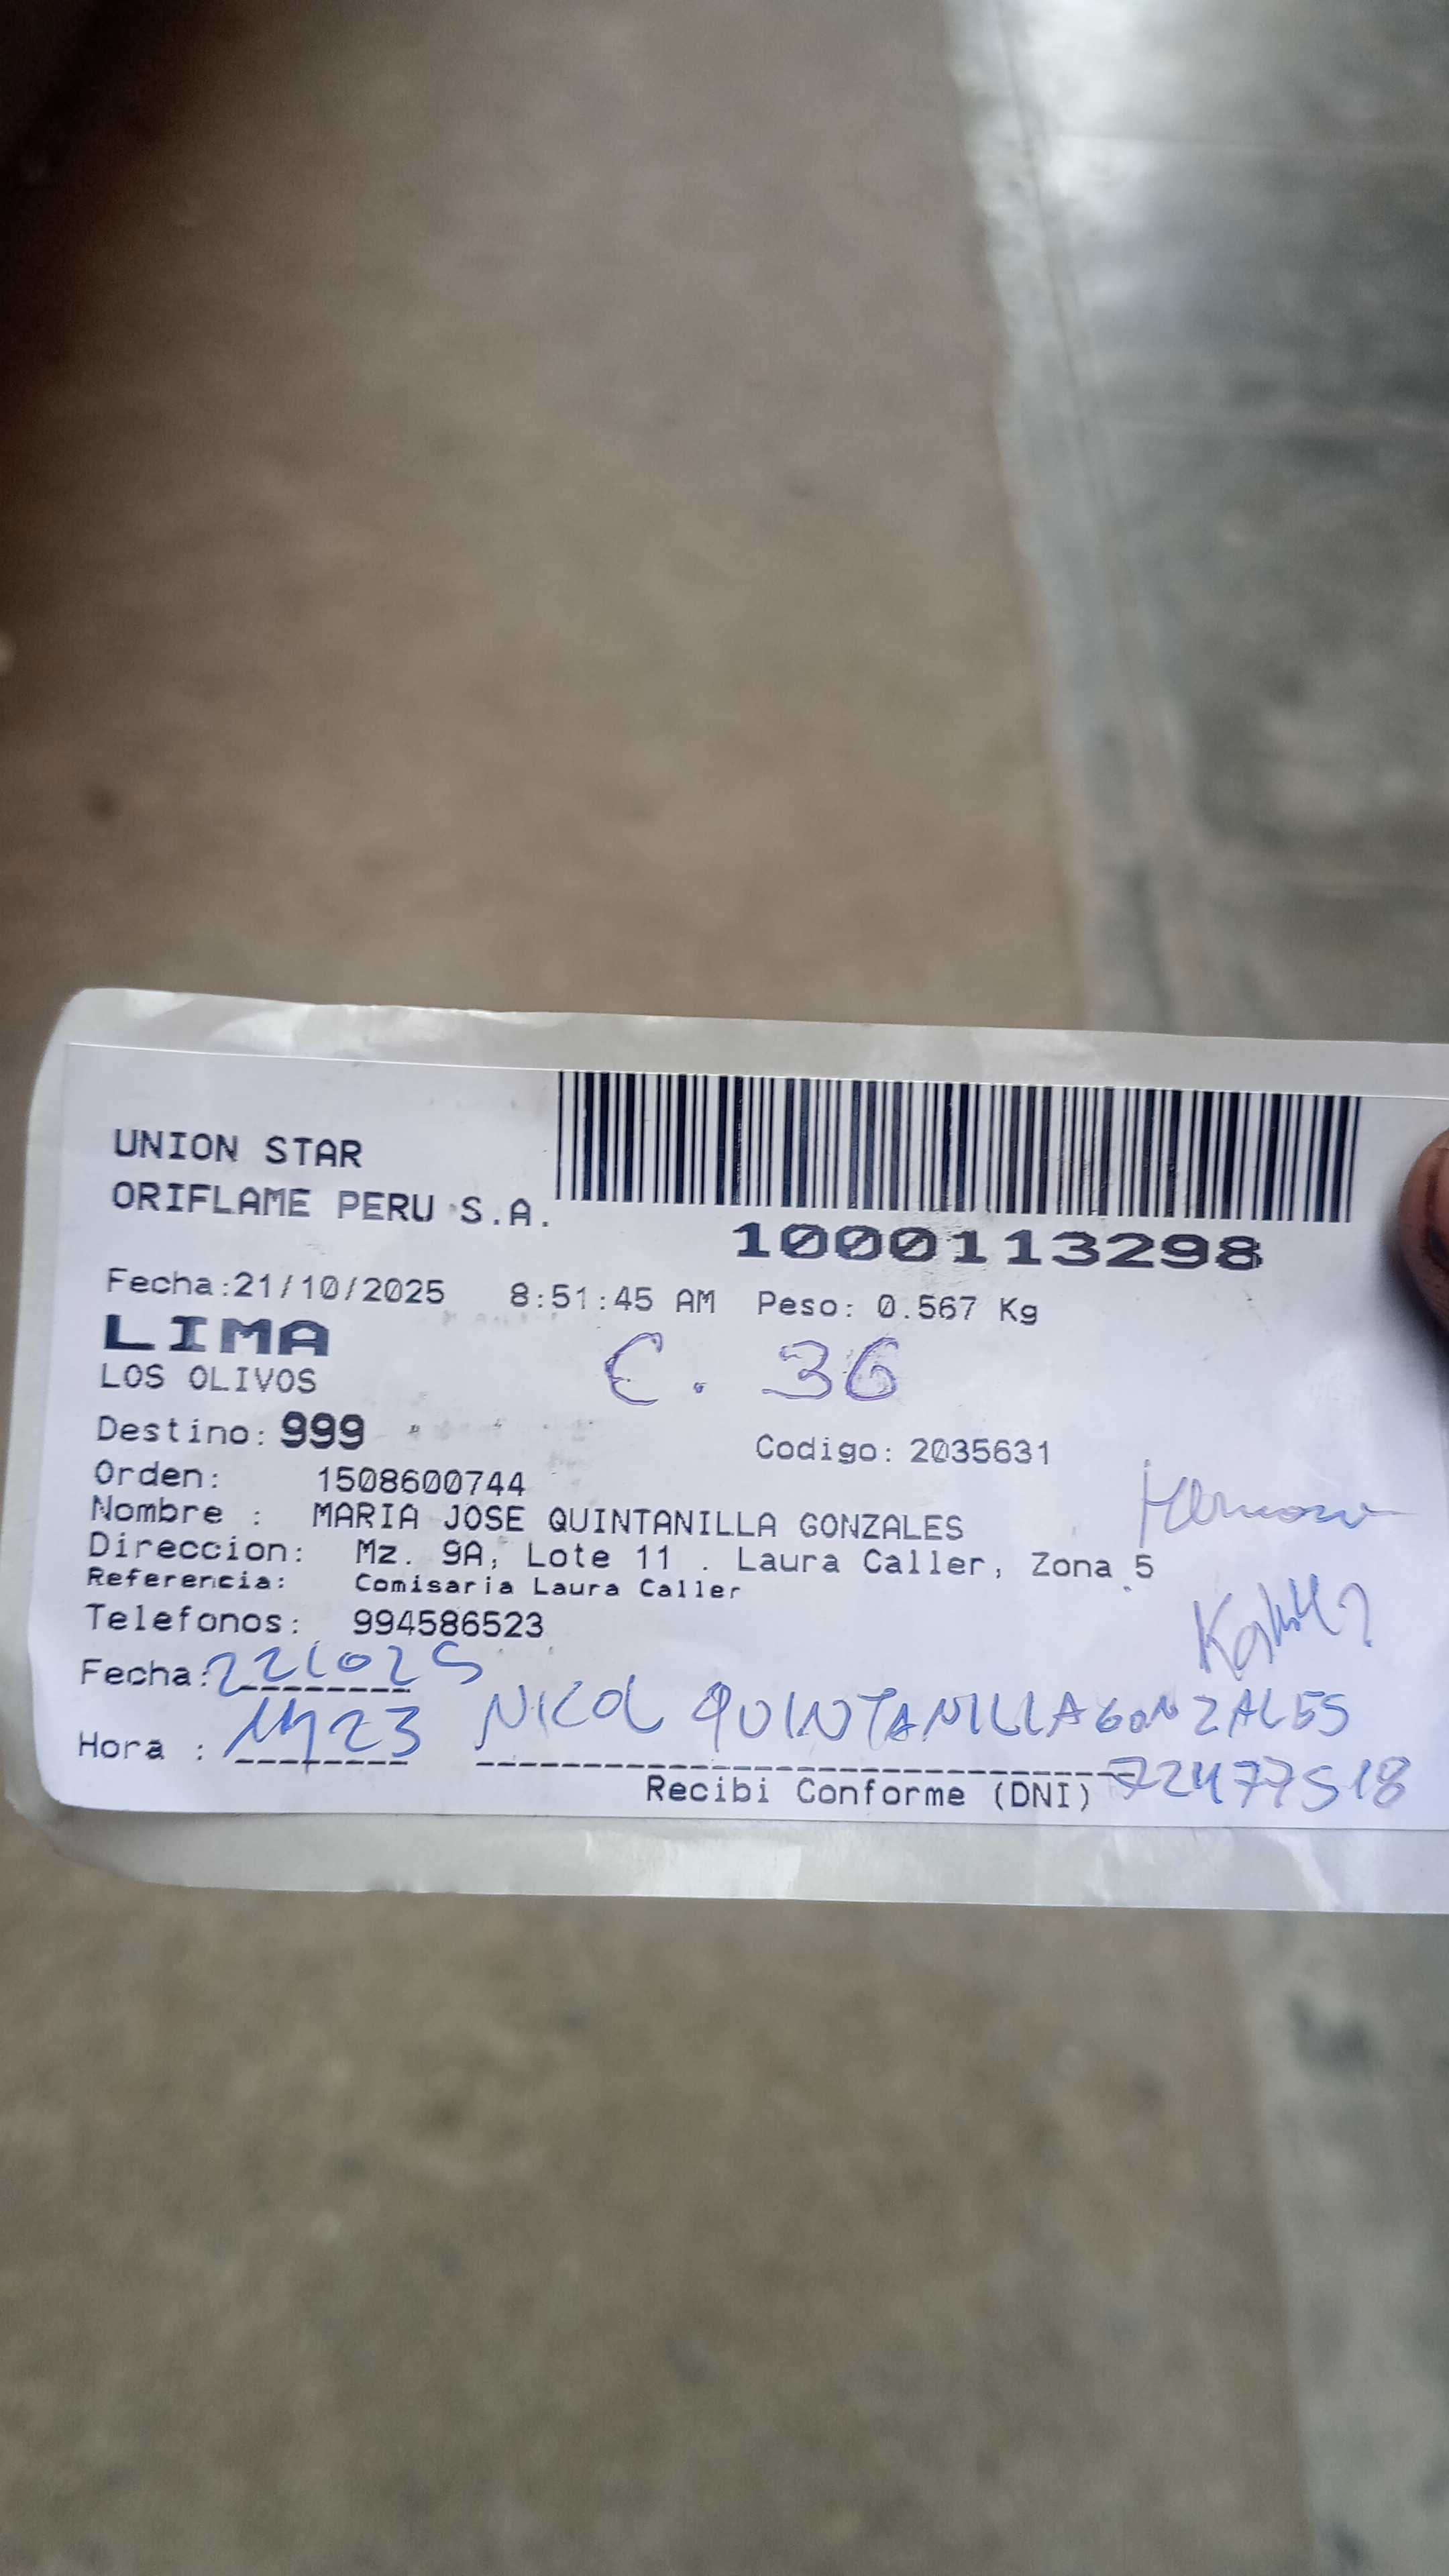 UNION STAR
ORIFLAME PERU S.A.
1000113298
Fecha:21/10/2025 8:51:45 AM Peso: 0.567 Kg
LIMA
C. 36
LOS OLIVOS
Destino: 999
Codigo: 2035631
Orden: 1508600744
Nombre : MARIA JOSE QUINTANILLA GONZALES
Direccion: Mz. 9A, Lote 11 . Laura Caller, Zona 5
Referencia: Comisaria Laura Caller
Telefonos: 994586523
Fecha: 221025
Hora : 1423 NICOL QUINTANILLA GONZALES
Recibi Conforme (DNI) 72477518